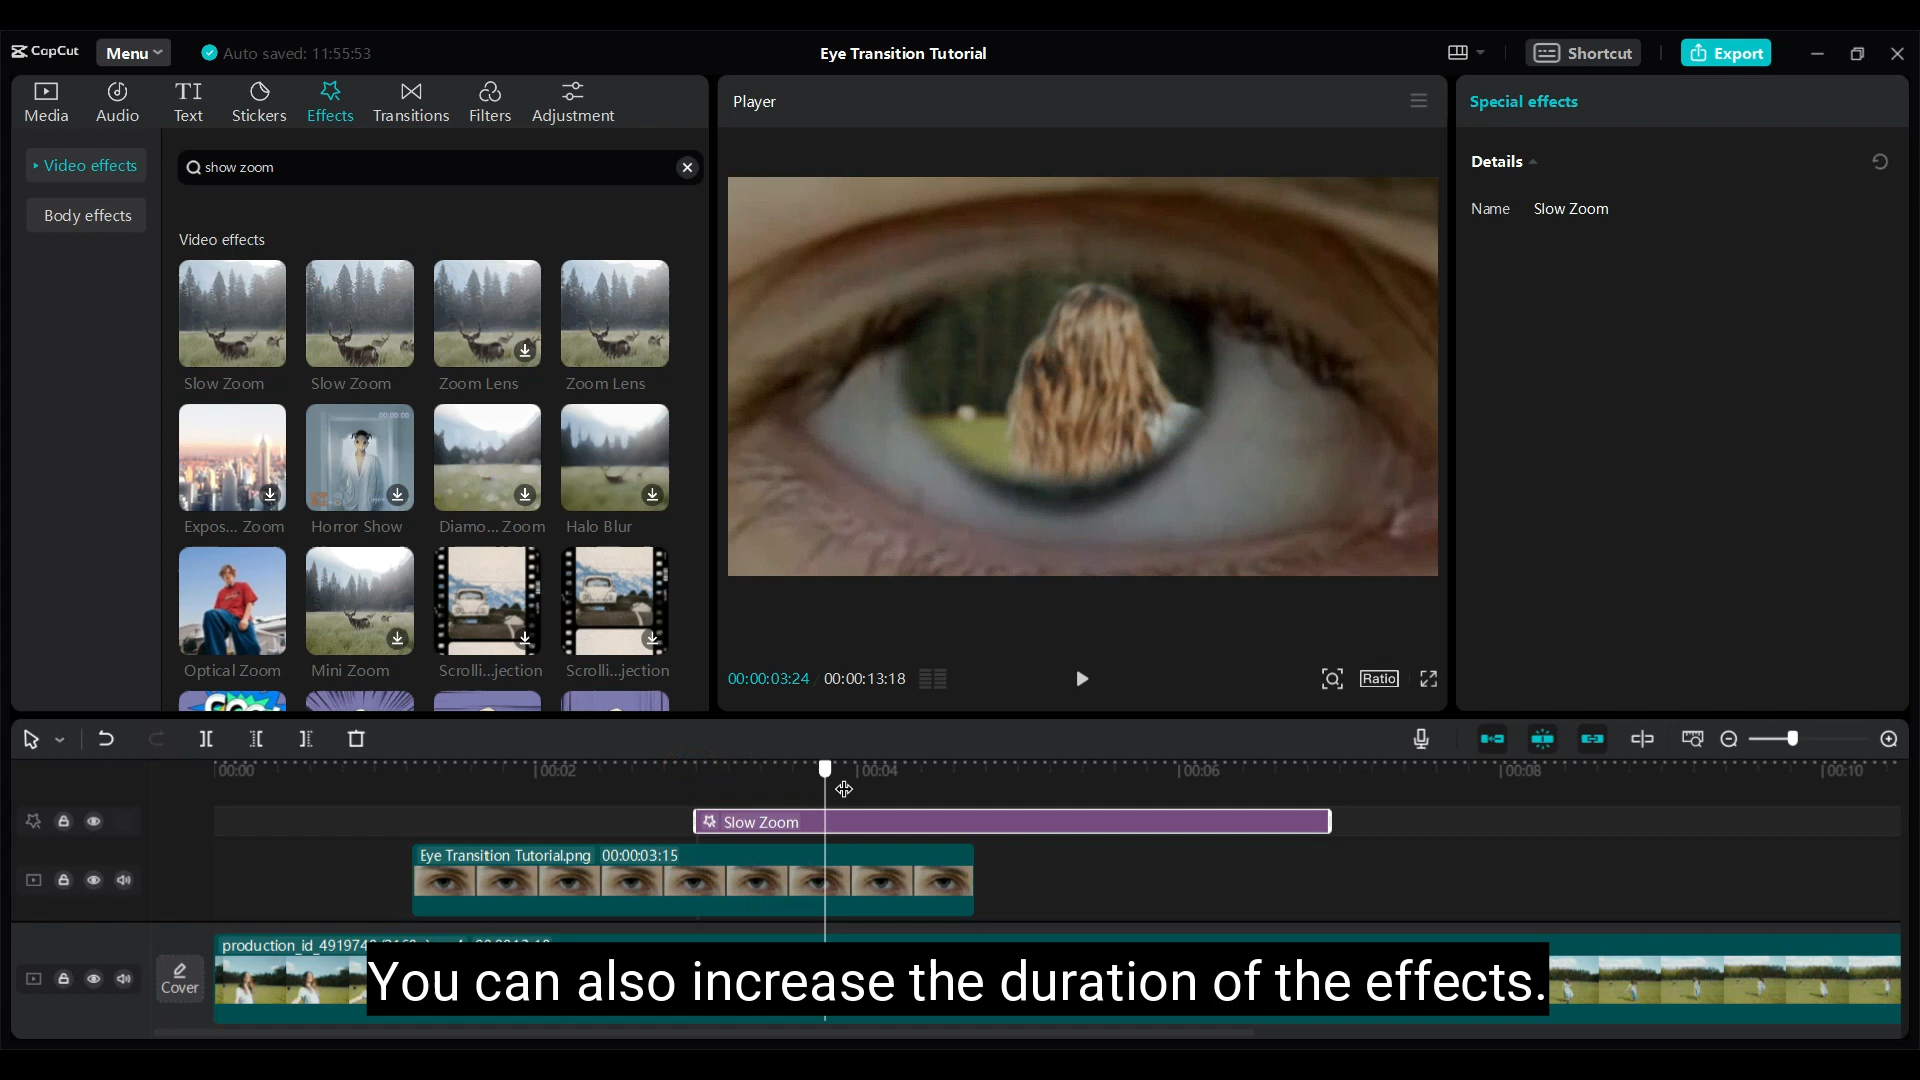 CapCut
Menu
Auto saved: 11:55:53
Eye Transition Tutorial
Shortcut
Export
Media
Audio
TI
Text
Stickers
Effects
Transitions
Filters
Adjustment
Player
Special effects
Video effects
Body effects
show zoom
Details
Name Slow Zoom
Video effects
Slow Zoom
Slow Zoom
Zoom Lens
Zoom Lens
00:00:00
Expos... Zoom
Horror Show
Diamo... Zoom
Halo Blur
Optical Zoom
Mini Zoom
Scrolli...jection
Scrolli...jection
00:00:03:24 / 00:00:13:18
Ratio
00:00
00:02
00:04
00:06
00:08
00:10
Slow Zoom
Eye Transition Tutorial.png 00:00:03:15
Cover
production_id_491974
You can also increase the duration of the effects.